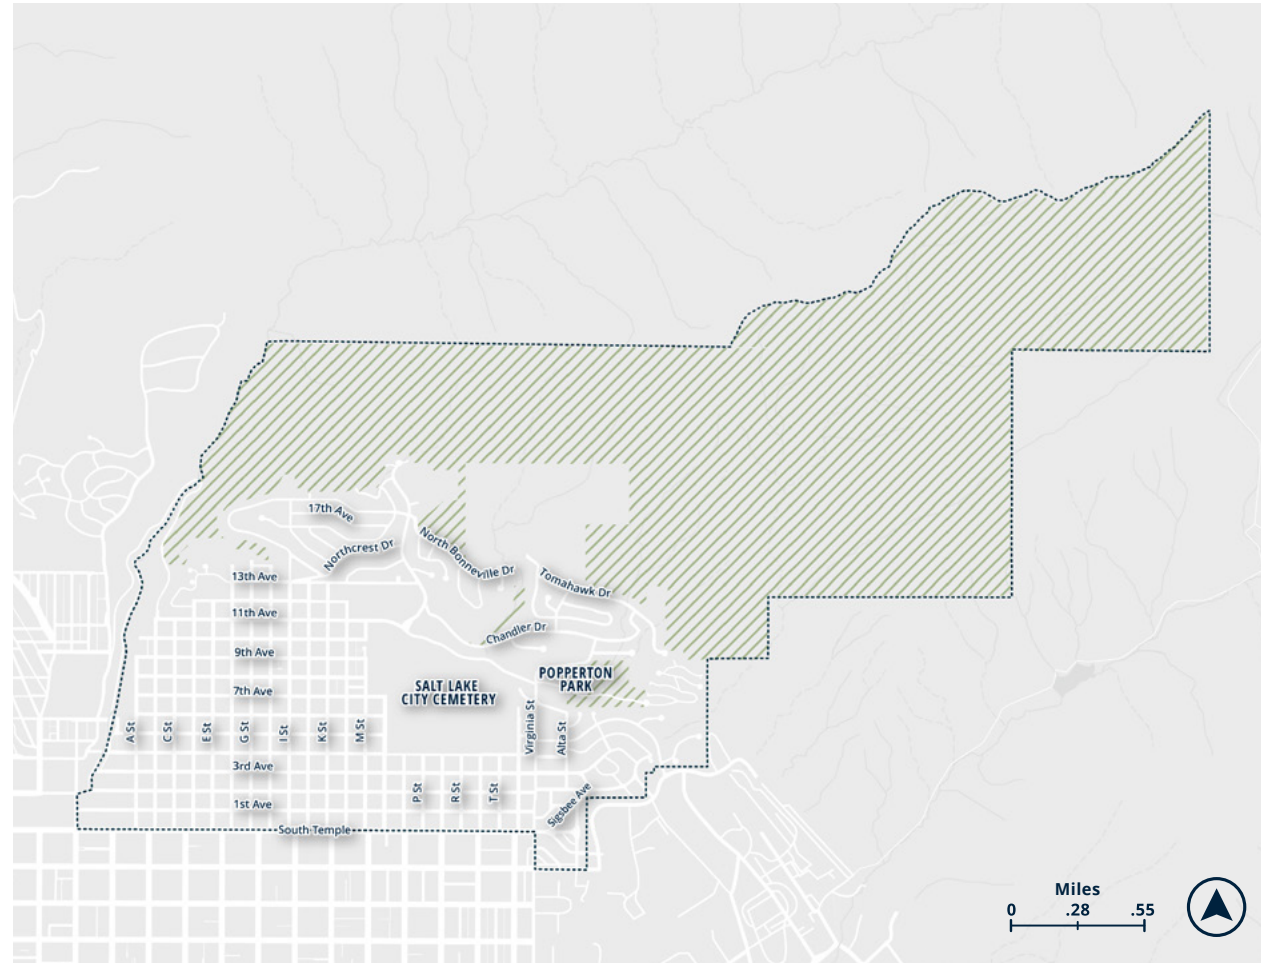 17th Ave
Northcrest Dr
North Bonneville Dr
Tomahawk Dr
13th Ave
11th Ave
Chandler Dr
9th Ave
POPPERTON
PARK
SALT LAKE
CITY CEMETERY
7th Ave
A St
C St
E St
G St
I St
K St
M St
Virginia St
Alta St
3rd Ave
P St
R St
T St
Sigsbee Ave
1st Ave
South Temple
Miles
0 .28 .55